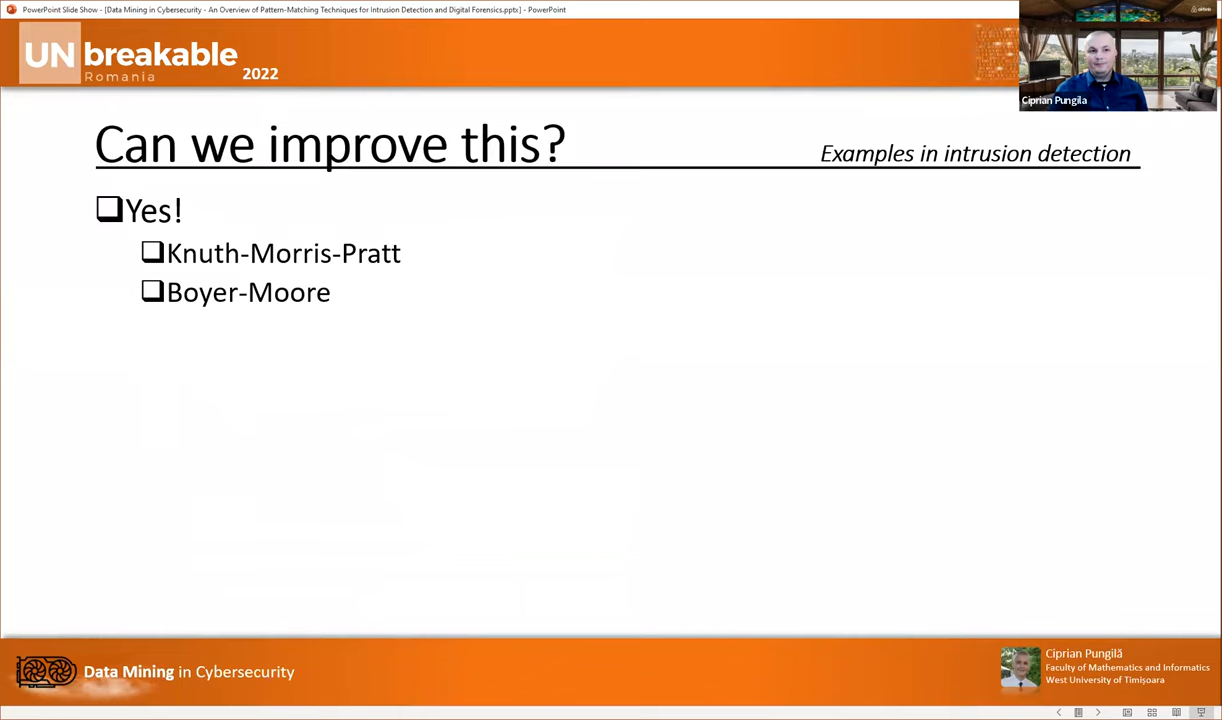 PowerPoint Slide Show - [Data Mining in Cybersecurity - An Overview of Pattern-Matching Techniques for Intrusion Detection and Digital Forensics.pptx] - PowerPoint
UNbreakable
Romania
2022
Ciprian Pungila
Can we improve this?
Examples in intrusion detection
Yes!
Knuth-Morris-Pratt
Boyer-Moore
Data Mining in Cybersecurity
Ciprian Pungilă
Faculty of Mathematics and Informatics
West University of Timișoara